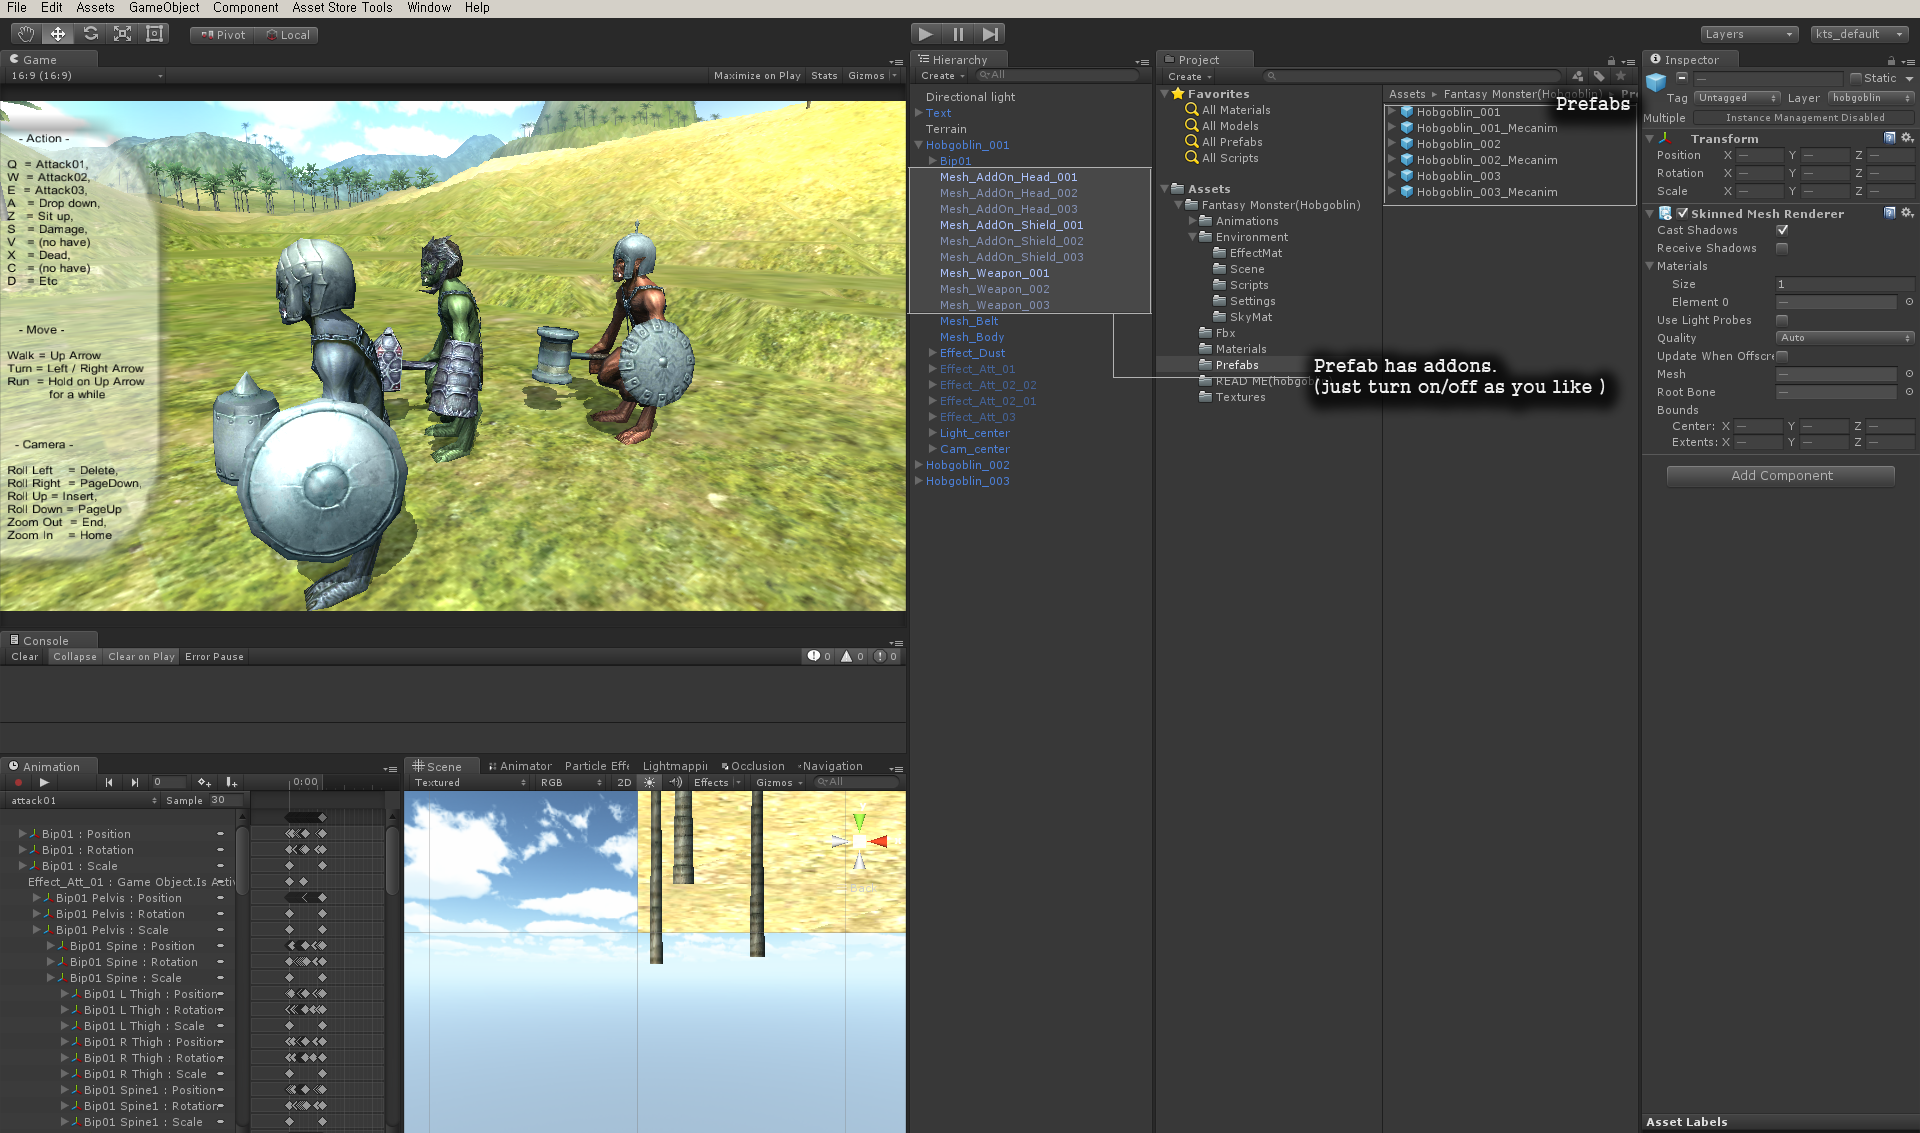 File Edit Assets GameObject Component Asset Store Tools Window Help
Pivot Local
Layers
kts_default
Game
16:9 (16:9)
Maximize on Play Stats Gizmos
- Action -
Q = Attack01,
W = Attack02,
E = Attack03,
A = Drop down,
Z = Sit up,
S = Damage,
V = (no have)
X = Dead,
C = (no have)
D = Etc
- Move -
Walk = Up Arrow
Turn = Left / Right Arrow
Run = Hold on Up Arrow
for a while
- Camera -
Roll Left = Delete,
Roll Right = PageDown,
Roll Up = Insert,
Roll Down = PageUp
Zoom Out = End,
Zoom In = Home
Console
Clear Collapse Clear on Play Error Pause
0 0 0
Animation
0 0:00
attack01 Sample 30
Bip01 : Position
Bip01 : Rotation
Bip01 : Scale
Effect_Att_01 : Game Object.Is Activ
Bip01 Pelvis : Position
Bip01 Pelvis : Rotation
Bip01 Pelvis : Scale
Bip01 Spine : Position
Bip01 Spine : Rotation
Bip01 Spine : Scale
Bip01 L Thigh : Position
Bip01 L Thigh : Rotation
Bip01 L Thigh : Scale
Bip01 R Thigh : Position
Bip01 R Thigh : Rotation
Bip01 R Thigh : Scale
Bip01 Spine1 : Position
Bip01 Spine1 : Rotation
Bip01 Spine1 : Scale
Scene Animator Particle Effe Lightmappin Occlusion Navigation
Textured RGB 2D Effects Gizmos All
Back
Hierarchy
Create All
Directional light
Text
Terrain
Hobgoblin_001
Bip01
Mesh_AddOn_Head_001
Mesh_AddOn_Head_002
Mesh_AddOn_Head_003
Mesh_AddOn_Shield_001
Mesh_AddOn_Shield_002
Mesh_AddOn_Shield_003
Mesh_Weapon_001
Mesh_Weapon_002
Mesh_Weapon_003
Mesh_Belt
Mesh_Body
Effect_Dust
Effect_Att_01
Effect_Att_02_02
Effect_Att_02_01
Effect_Att_03
Light_center
Cam_center
Hobgoblin_002
Hobgoblin_003
Project
Create
Favorites
All Materials
All Models
All Prefabs
All Scripts
Assets
Fantasy Monster(Hobgoblin)
Animations
Environment
EffectMat
Scene
Scripts
Settings
SkyMat
Fbx
Materials
Prefabs
READ ME(hobgob
Textures
Assets Fantasy Monster(Hobgoblin) Pre
Prefabs
Hobgoblin_001
Hobgoblin_001_Mecanim
Hobgoblin_002
Hobgoblin_002_Mecanim
Hobgoblin_003
Hobgoblin_003_Mecanim
Prefab has addons.
(just turn on/off as you like )
Inspector
Static
Tag Untagged Layer hobgoblin
Multiple Instance Management Disabled
Transform
Position X Y Z
Rotation X Y Z
Scale X Y Z
Skinned Mesh Renderer
Cast Shadows
Receive Shadows
Materials
Size 1
Element 0
Use Light Probes
Quality Auto
Update When Offscre
Mesh
Root Bone
Bounds
Center: X Y Z
Extents: X Y Z
Add Component
Asset Labels